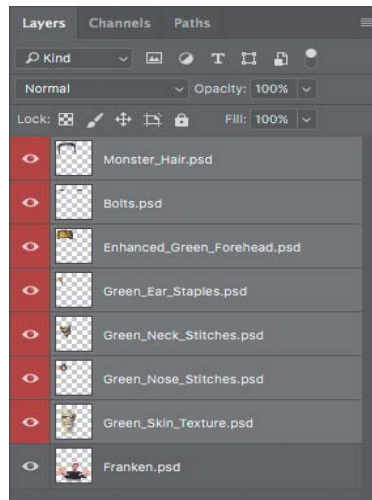 Layers Channels Paths
Kind T
Normal Opacity: 100%
Lock: Fill: 100%
Monster_Hair.psd
Bolts.psd
Enhanced_Green_Forehead.psd
Green_Ear_Staples.psd
Green_Neck_Stitches.psd
Green_Nose_Stitches.psd
Green_Skin_Texture.psd
Franken.psd